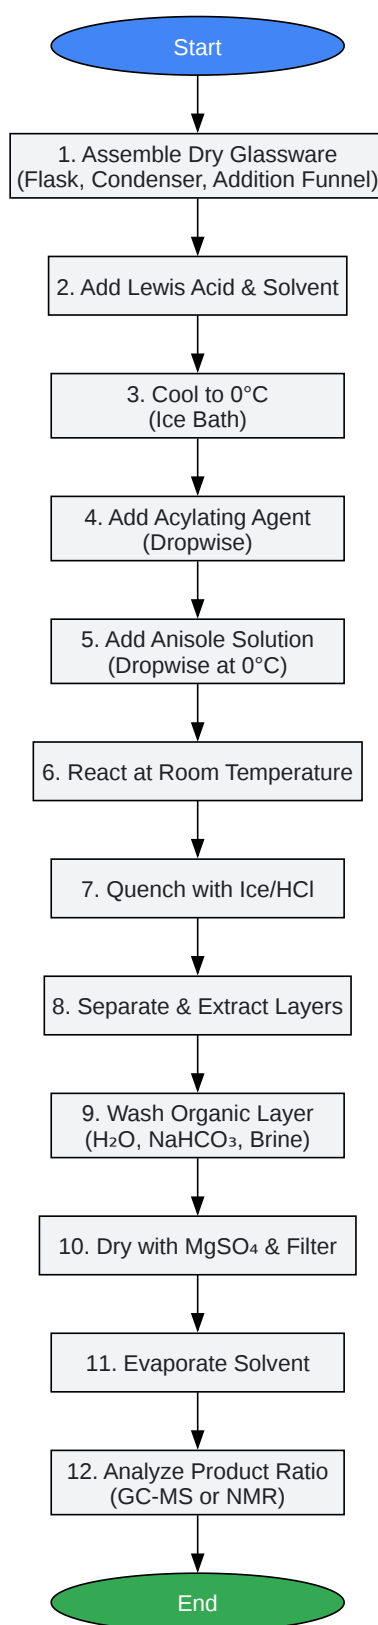 Start
1. Assemble Dry Glassware
(Flask, Condenser, Addition Funnel)
2. Add Lewis Acid & Solvent
3. Cool to 0°C
(Ice Bath)
4. Add Acylating Agent
(Dropwise)
5. Add Anisole Solution
(Dropwise at 0°C)
6. React at Room Temperature
7. Quench with Ice/HCl
8. Separate & Extract Layers
9. Wash Organic Layer
(H₂O, NaHCO₃, Brine)
10. Dry with MgSO₄ & Filter
11. Evaporate Solvent
12. Analyze Product Ratio
(GC-MS or NMR)
End